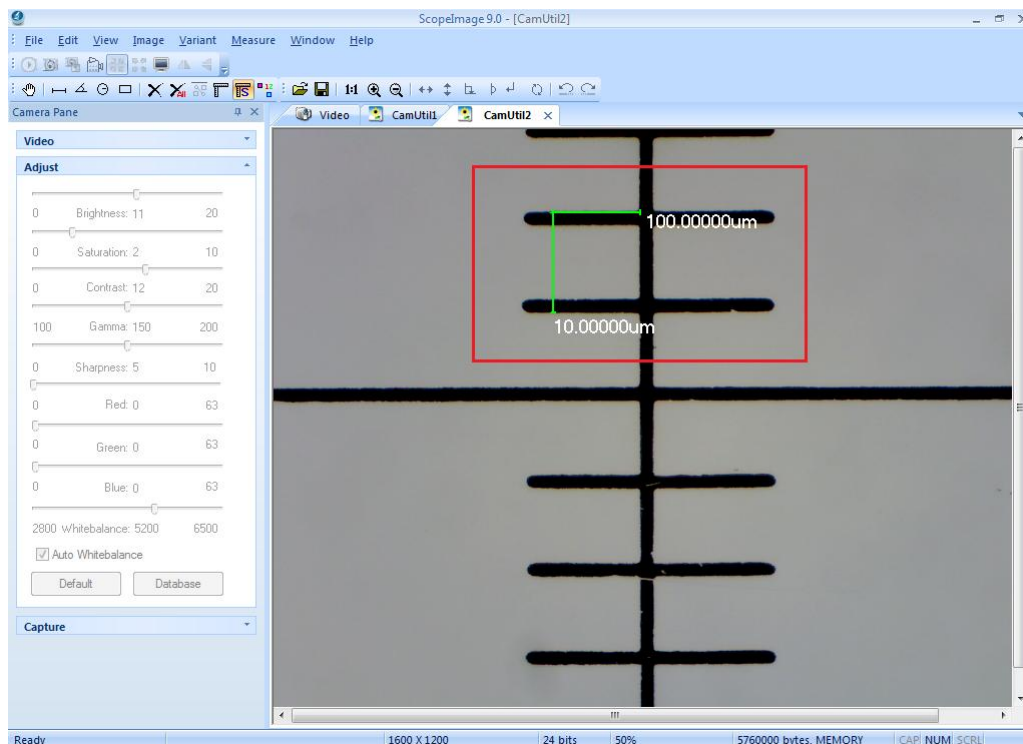 ScopeImage 9.0 - [CamUtil2]
File Edit View Image Variant Measure Window Help
1:1
Camera Pane
Video CamUtil1 CamUtil2
Video
Adjust
0 Brightness: 11 20
0 Saturation: 2 10
0 Contrast: 12 20
100 Gamma: 150 200
0 Sharpness: 5 10
0 Red: 0 63
0 Green: 0 63
0 Blue: 0 63
2800 Whitebalance: 5200 6500
Auto Whitebalance
Default Database
Capture
100.00000um
10.00000um
Ready 1600 X 1200 24 bits 50% 5760000 bytes, MEMORY CAP NUM SCRL